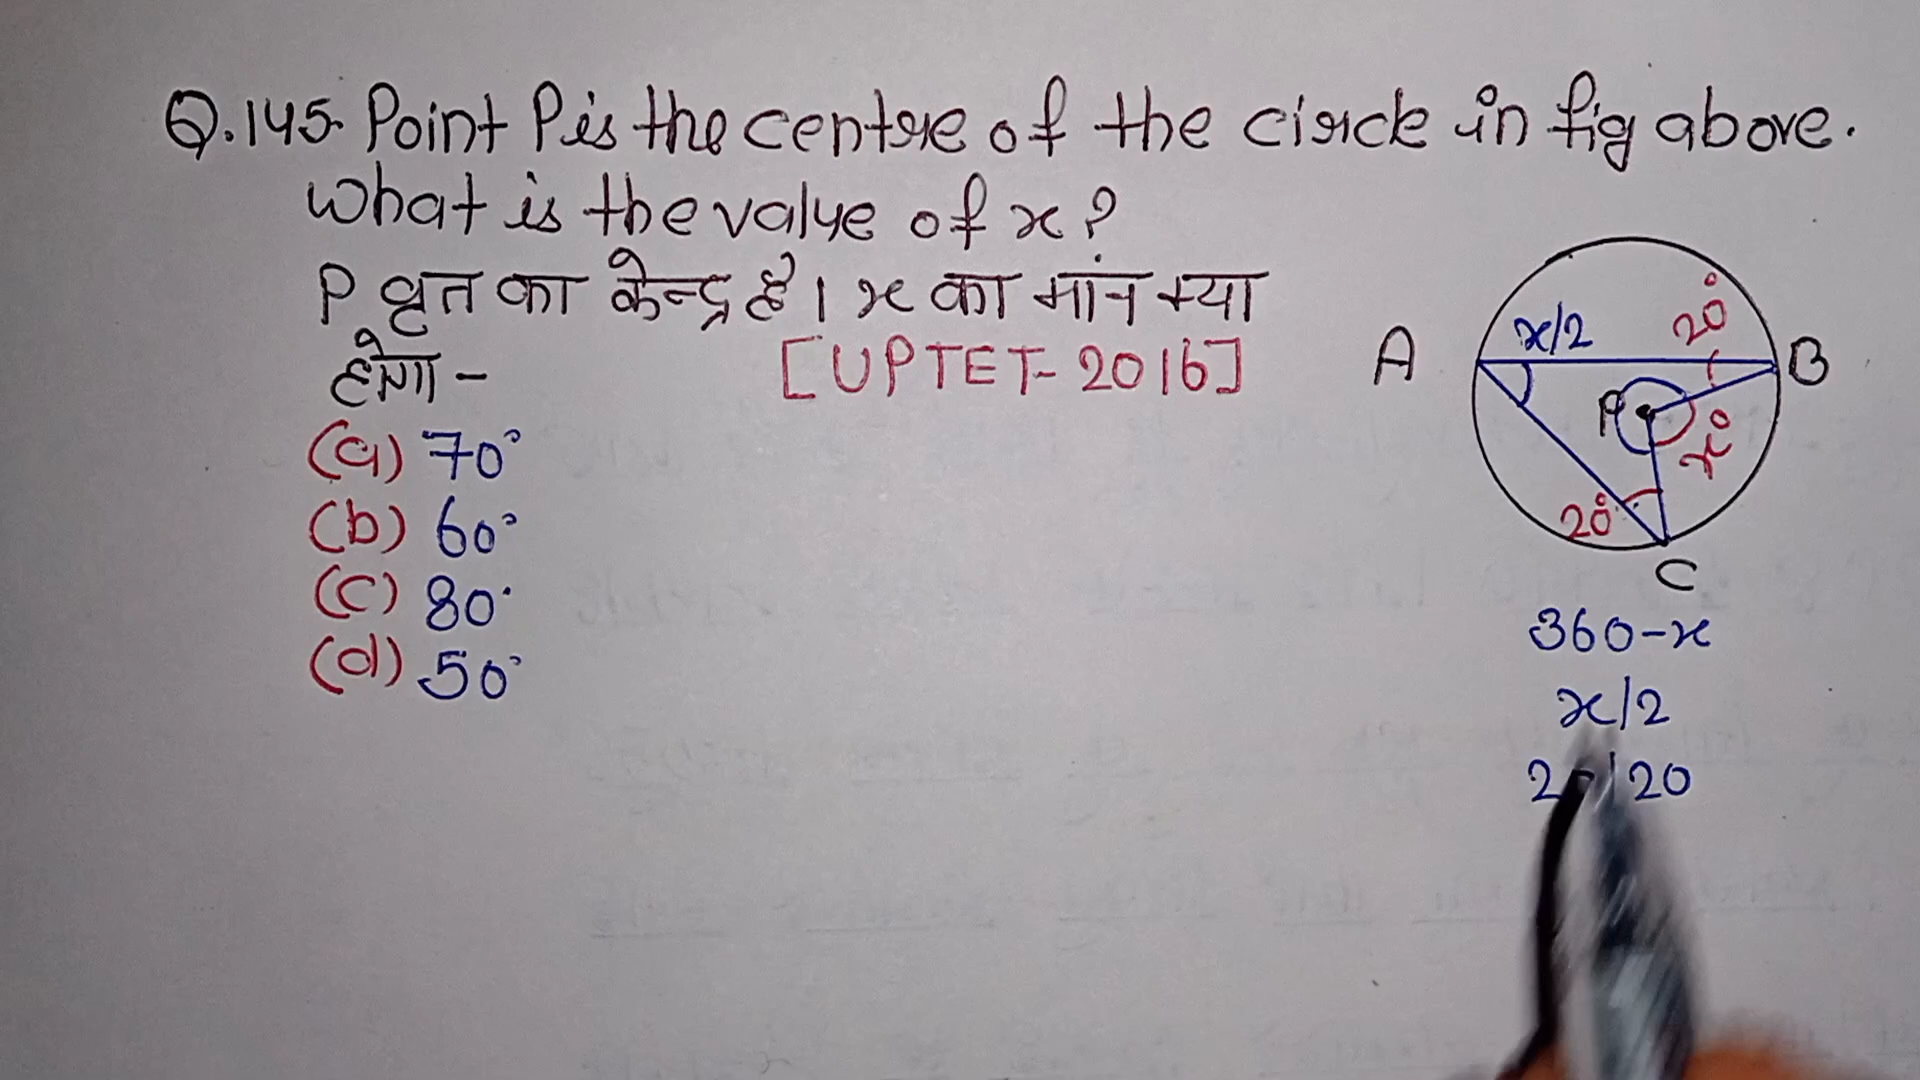 Q.145. Point P is the centre of the circle in fig above.
What is the value of x?
P वृत का केन्द्र है। x का मांन क्या
होगा -
[UPTET-2016]
(a) 70°
(b) 60°
(c) 80°
(d) 50°
A
x/2
20°
B
P
x°
20°
C
360-x
x/2
20